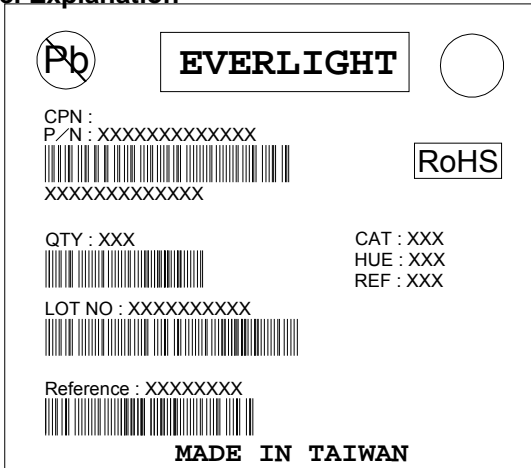 Explanation
Pb
EVERLIGHT
CPN :
P/N : XXXXXXXXXXXXX
RoHS
XXXXXXXXXXXXX
QTY : XXX
CAT : XXX
HUE : XXX
REF : XXX
LOT NO : XXXXXXXXXX
Reference : XXXXXXXX
MADE IN TAIWAN